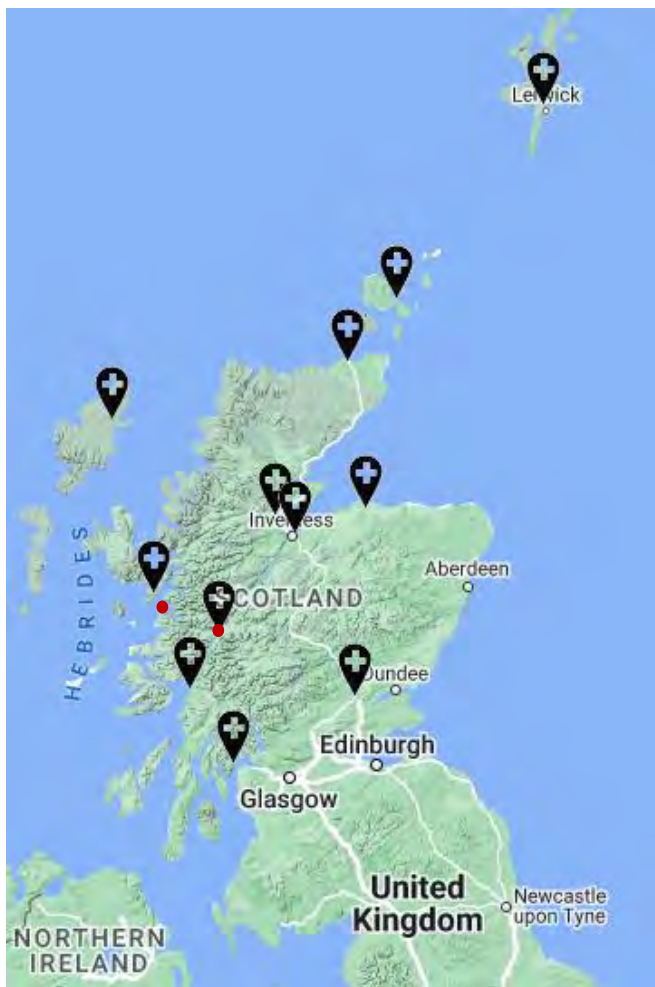 Lerwick
Inverness
HEBRIDES
SCOTLAND
Aberdeen
Dundee
Edinburgh
Glasgow
United
Kingdom
Newcastle
upon Tyne
NORTHERN
IRELAND